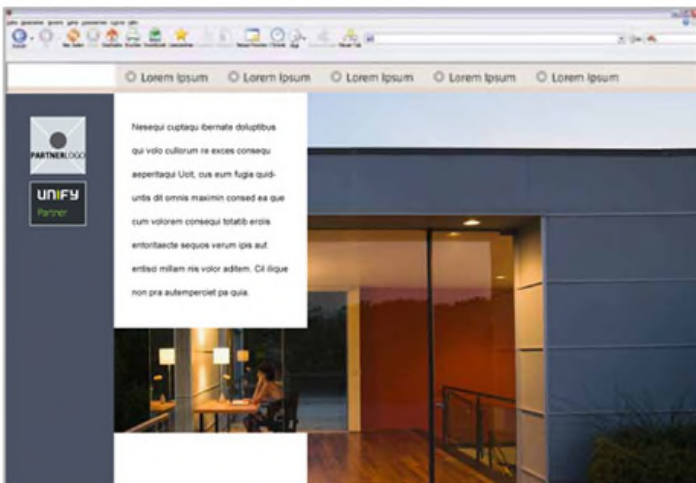 Lorem Ipsum Lorem Ipsum Lorem Ipsum Lorem Ipsum Lorem Ipsum
PARTNERLOGO
UNIFY
Partner
Nesequi cuptaqu ibernate doluptibus
qui volo cullorum re exces consequ
aeperitaqui Ucit, cus eum fugia quid-
untis dit omnis maximin consed ea que
cum volorem consequi totatib erois
entoritaecte sequos verum ipis aut
entisci millam nis volor aditem. Cil ilique
non pra autemperciet pa quia.